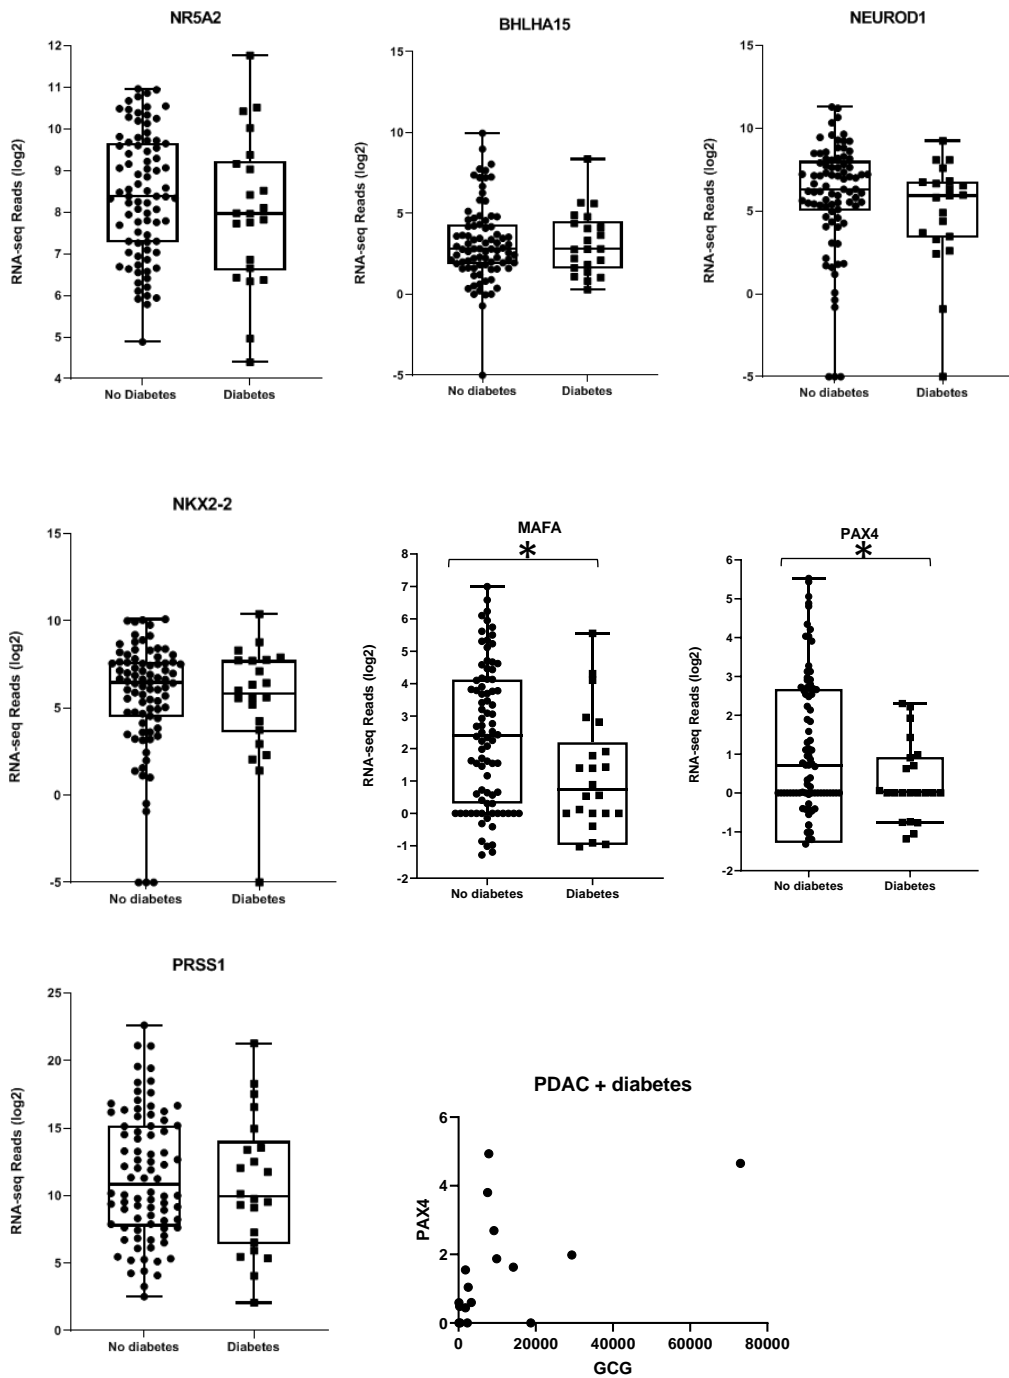 NR5A2
RNA-seq Reads (log2)
12
11
10
9
8
7
6
5
4
No Diabetes
Diabetes
BHLHA15
RNA-seq Reads (log2)
15
10
5
0
-5
No diabetes
Diabetes
NEUROD1
RNA-seq Reads (log2)
15
10
5
0
-5
No diabetes
Diabetes
NKX2-2
RNA-seq Reads (log2)
15
10
5
0
-5
No diabetes
Diabetes
MAFA
*
RNA-seq Reads (log2)
8
7
6
5
4
3
2
1
0
-1
-2
No diabetes
Diabetes
PAX4
*
RNA-seq Reads (log2)
6
5
4
3
2
1
0
-1
-2
No diabetes
Diabetes
PRSS1
RNA-seq Reads (log2)
25
20
15
10
5
0
No diabetes
Diabetes
PDAC + diabetes
PAX4
6
4
2
0
0
20000
40000
60000
80000
GCG